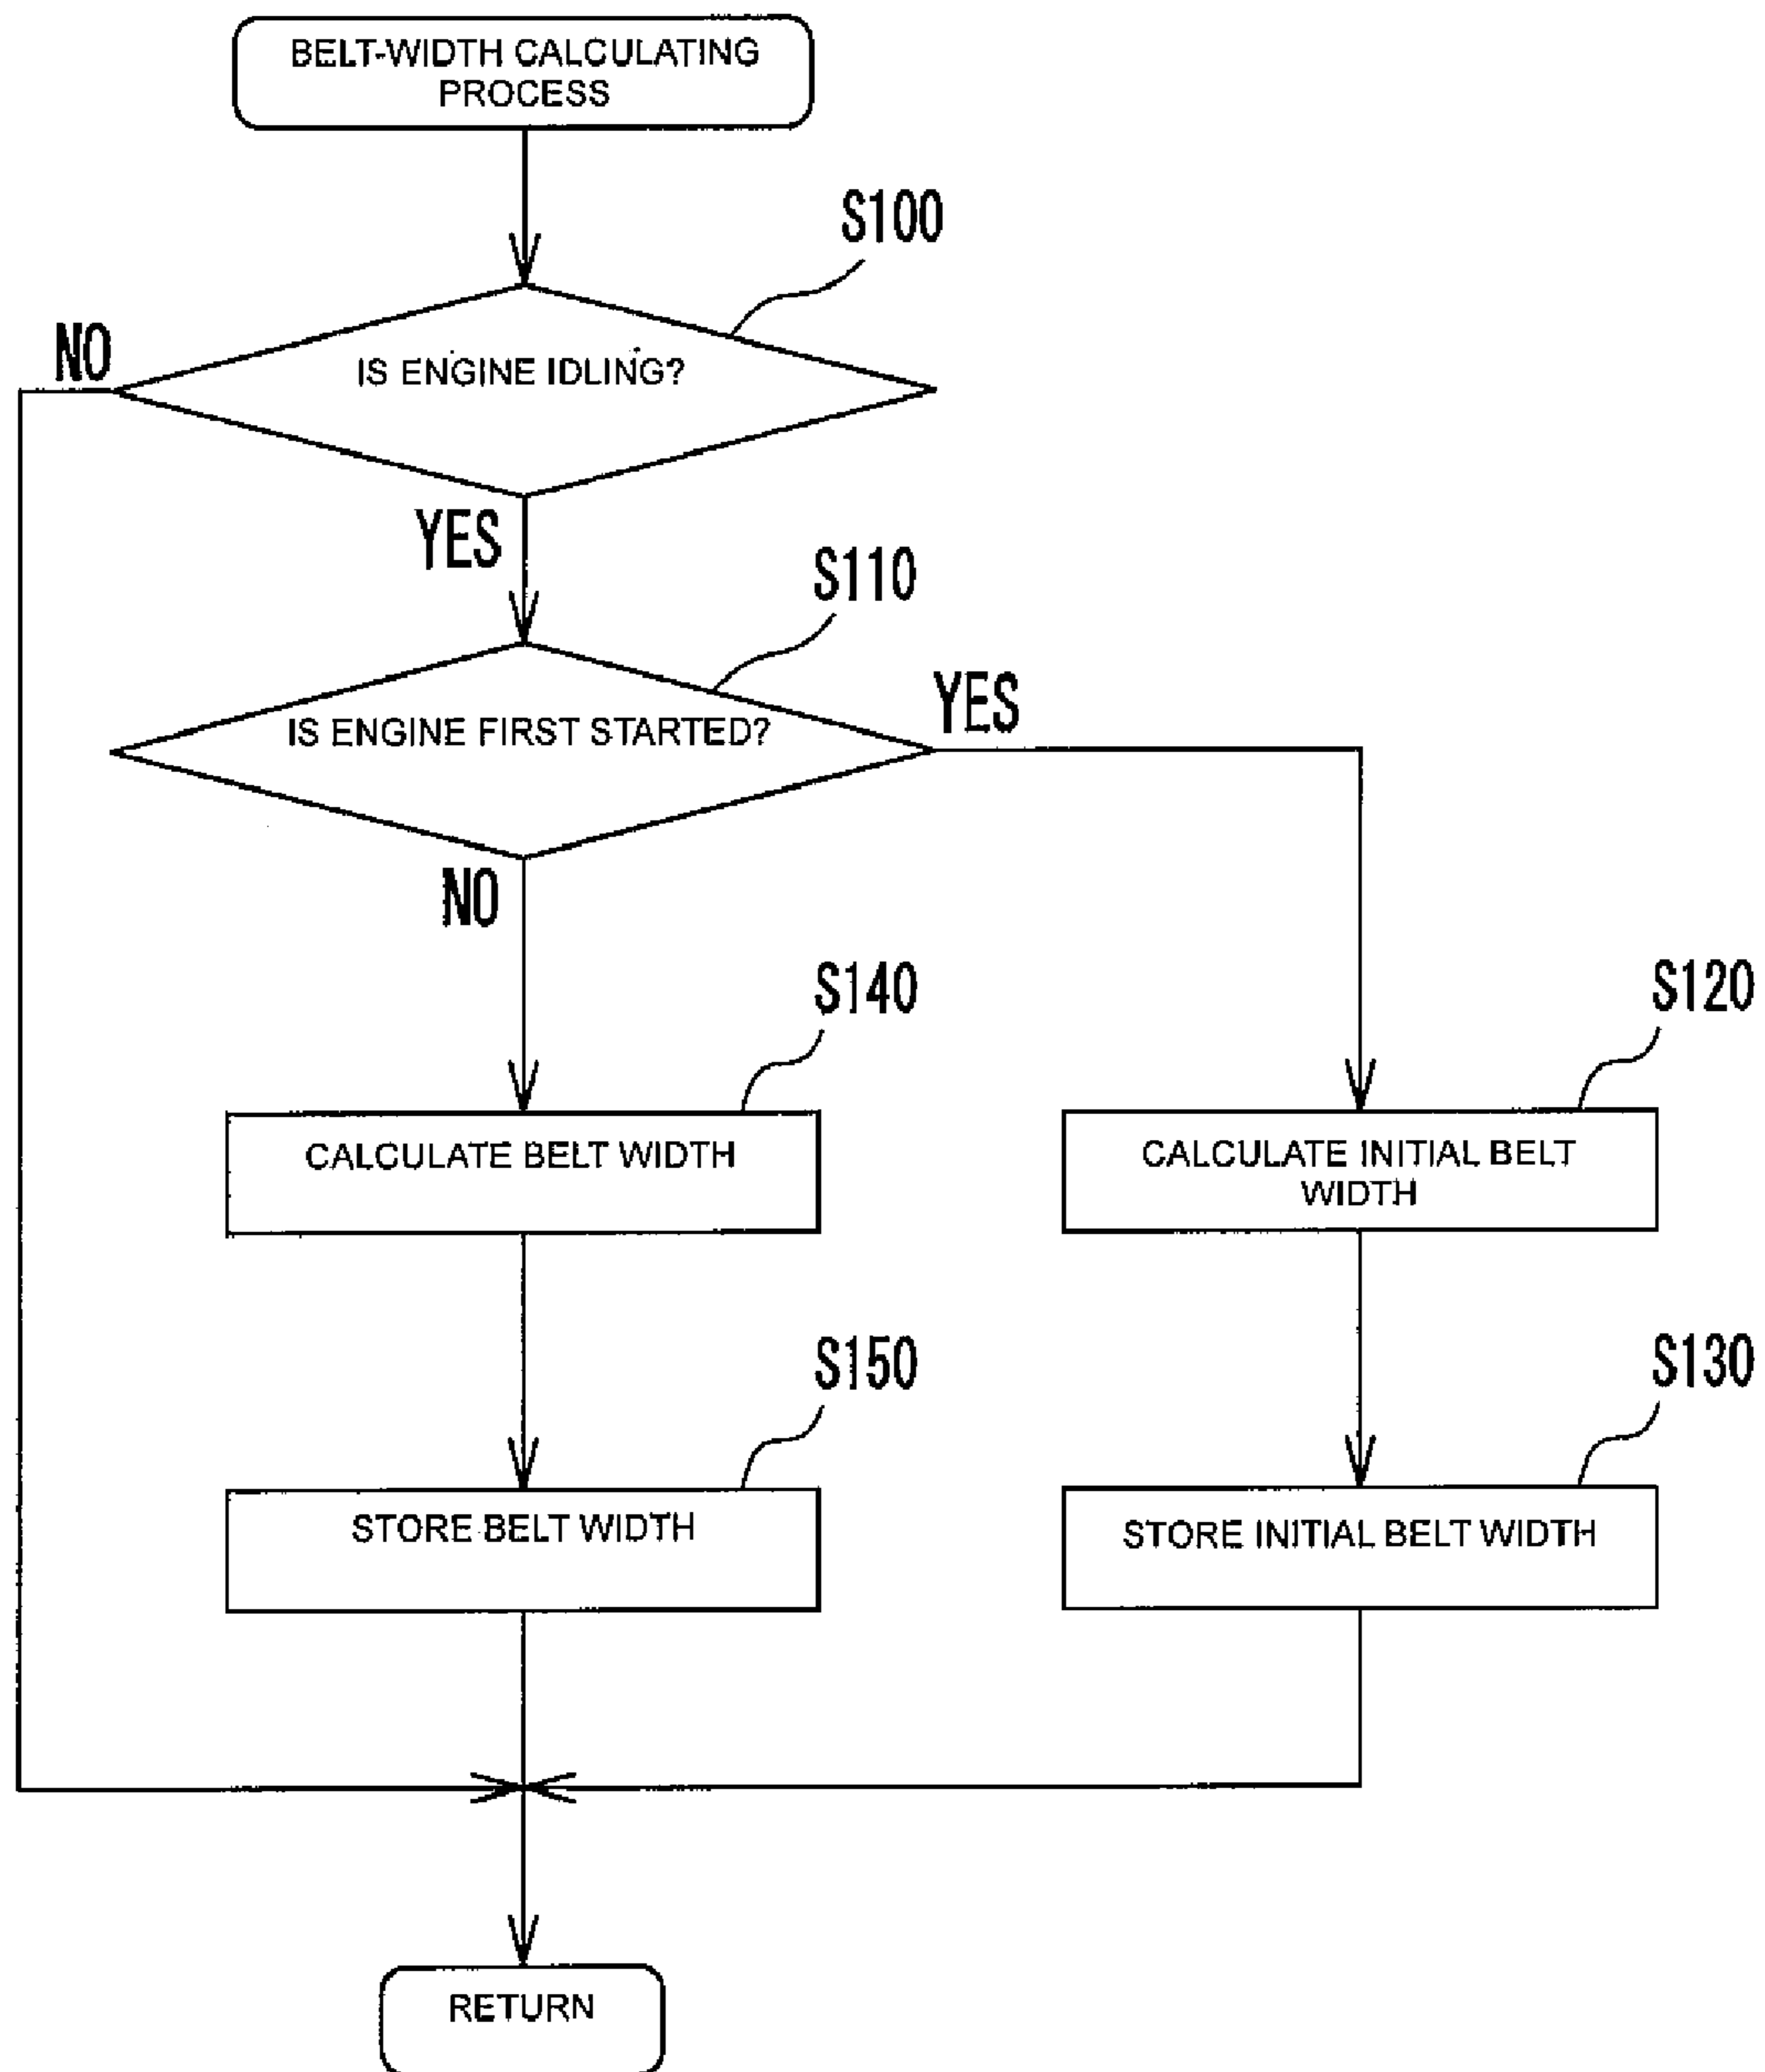 BELT-WIDTH CALCULATING
PROCESS
S100
NO
IS ENGINE IDLING?
YES
S110
IS ENGINE FIRST STARTED?
YES
NO
S140
S120
CALCULATE BELT WIDTH
CALCULATE INITIAL BELT
WIDTH
S150
S130
STORE BELT WIDTH
STORE INITIAL BELT WIDTH
RETURN